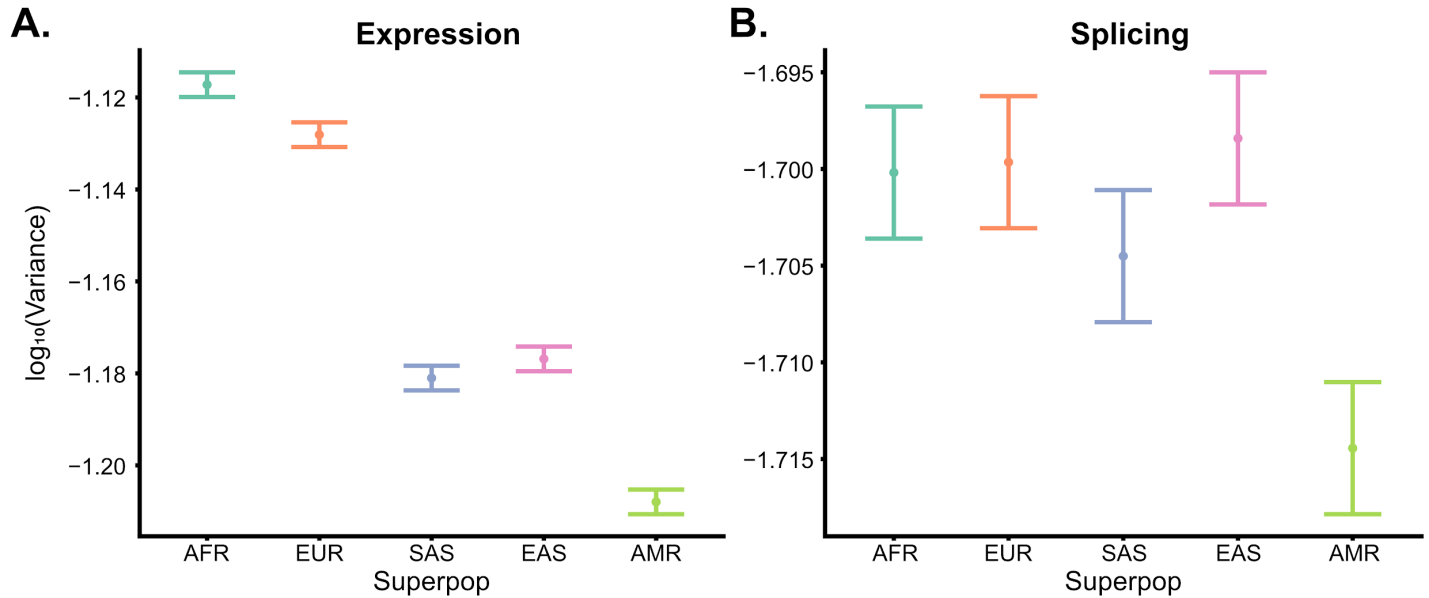 A.
Expression
log₁₀(Variance)
−1.12
−1.14
−1.16
−1.18
−1.20
AFR EUR SAS EAS AMR
Superpop
B.
Splicing
−1.695
−1.700
−1.705
−1.710
−1.715
AFR EUR SAS EAS AMR
Superpop